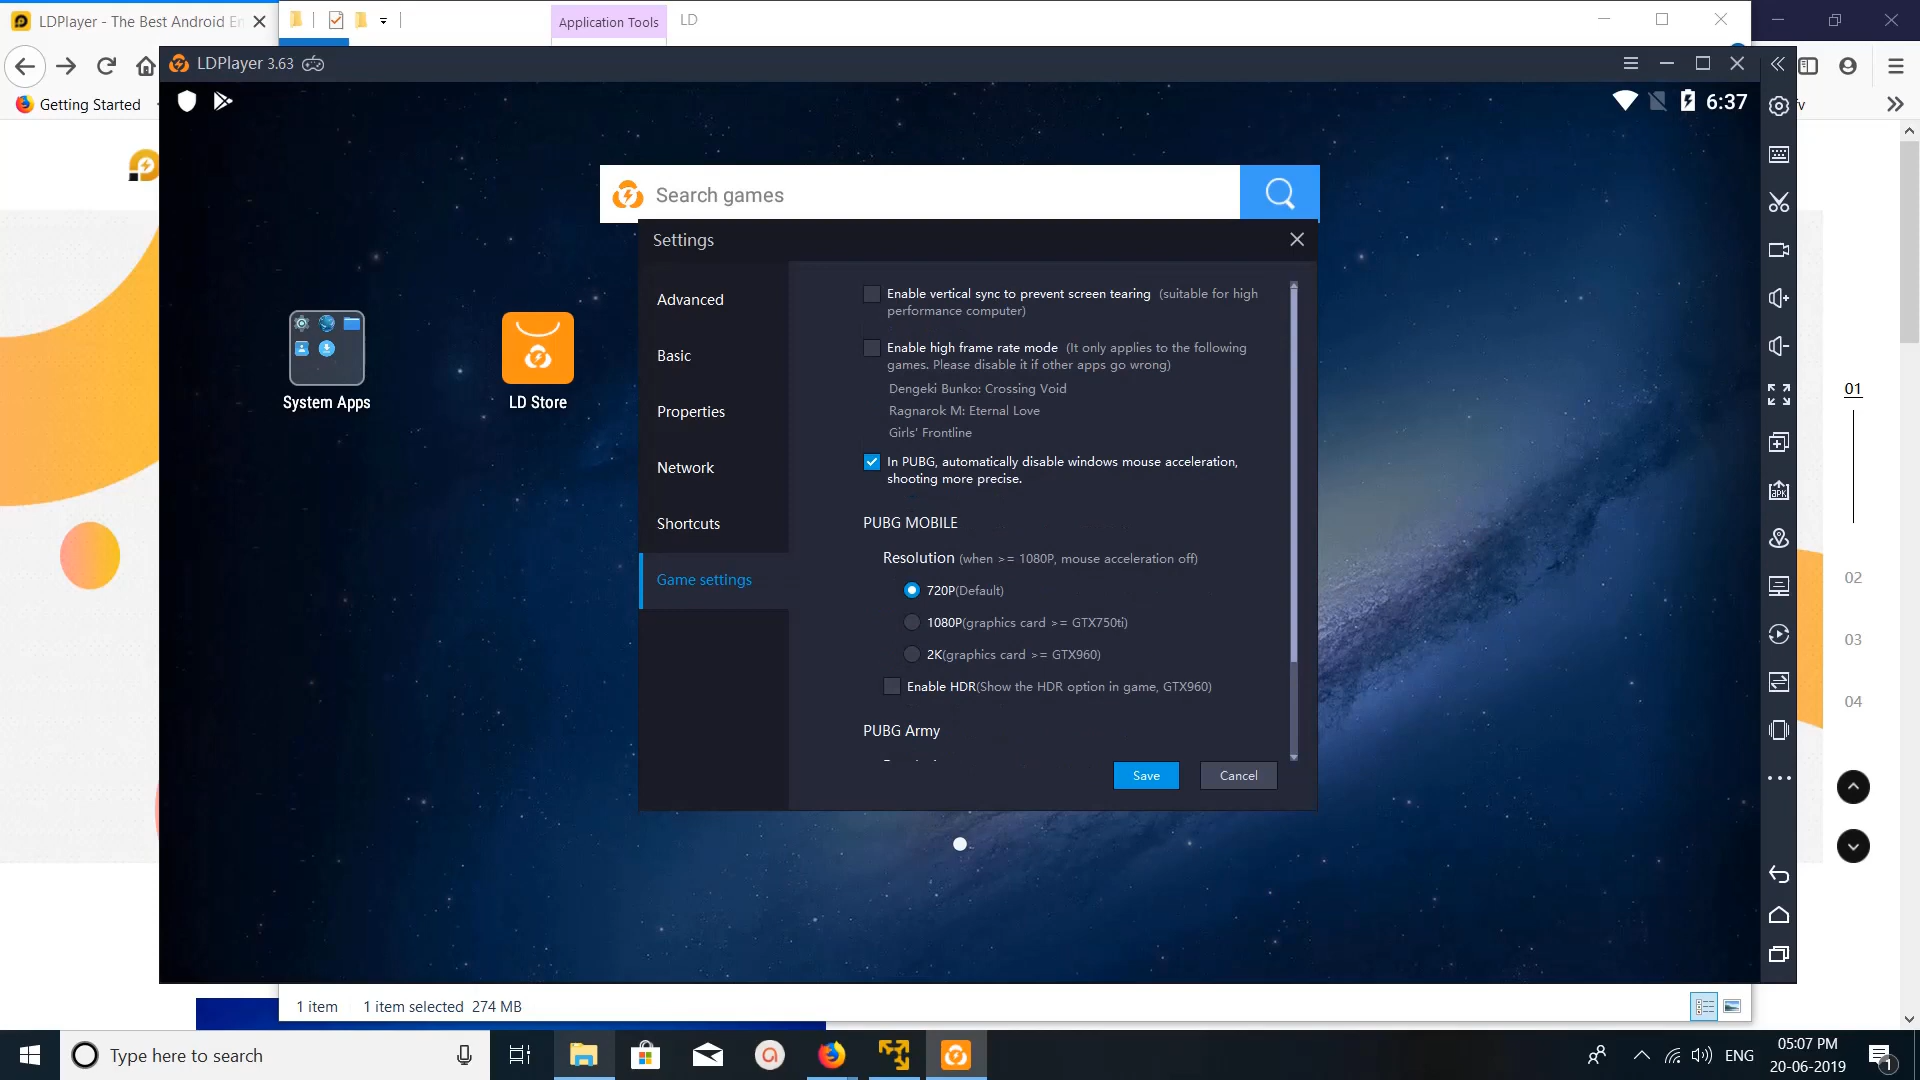 LDPlayer - The Best Android En
Application Tools
LD
LDPlayer 3.63
Getting Started
6:37
Search games
Settings
Advanced
Basic
Properties
Network
Shortcuts
Game settings
Enable vertical sync to prevent screen tearing (suitable for high
performance computer)
Enable high frame rate mode (It only applies to the following
games. Please disable it if other apps go wrong)
Dengeki Bunko: Crossing Void
Ragnarok M: Eternal Love
Girls' Frontline
In PUBG, automatically disable windows mouse acceleration,
shooting more precise.
PUBG MOBILE
Resolution (when >= 1080P, mouse acceleration off)
720P(Default)
1080P(graphics card >= GTX750ti)
2K(graphics card >= GTX960)
Enable HDR(Show the HDR option in game, GTX960)
PUBG Army
Save
Cancel
System Apps
LD Store
APK
01
02
03
04
1 item
1 item selected 274 MB
Type here to search
ENG
05:07 PM
20-06-2019
1